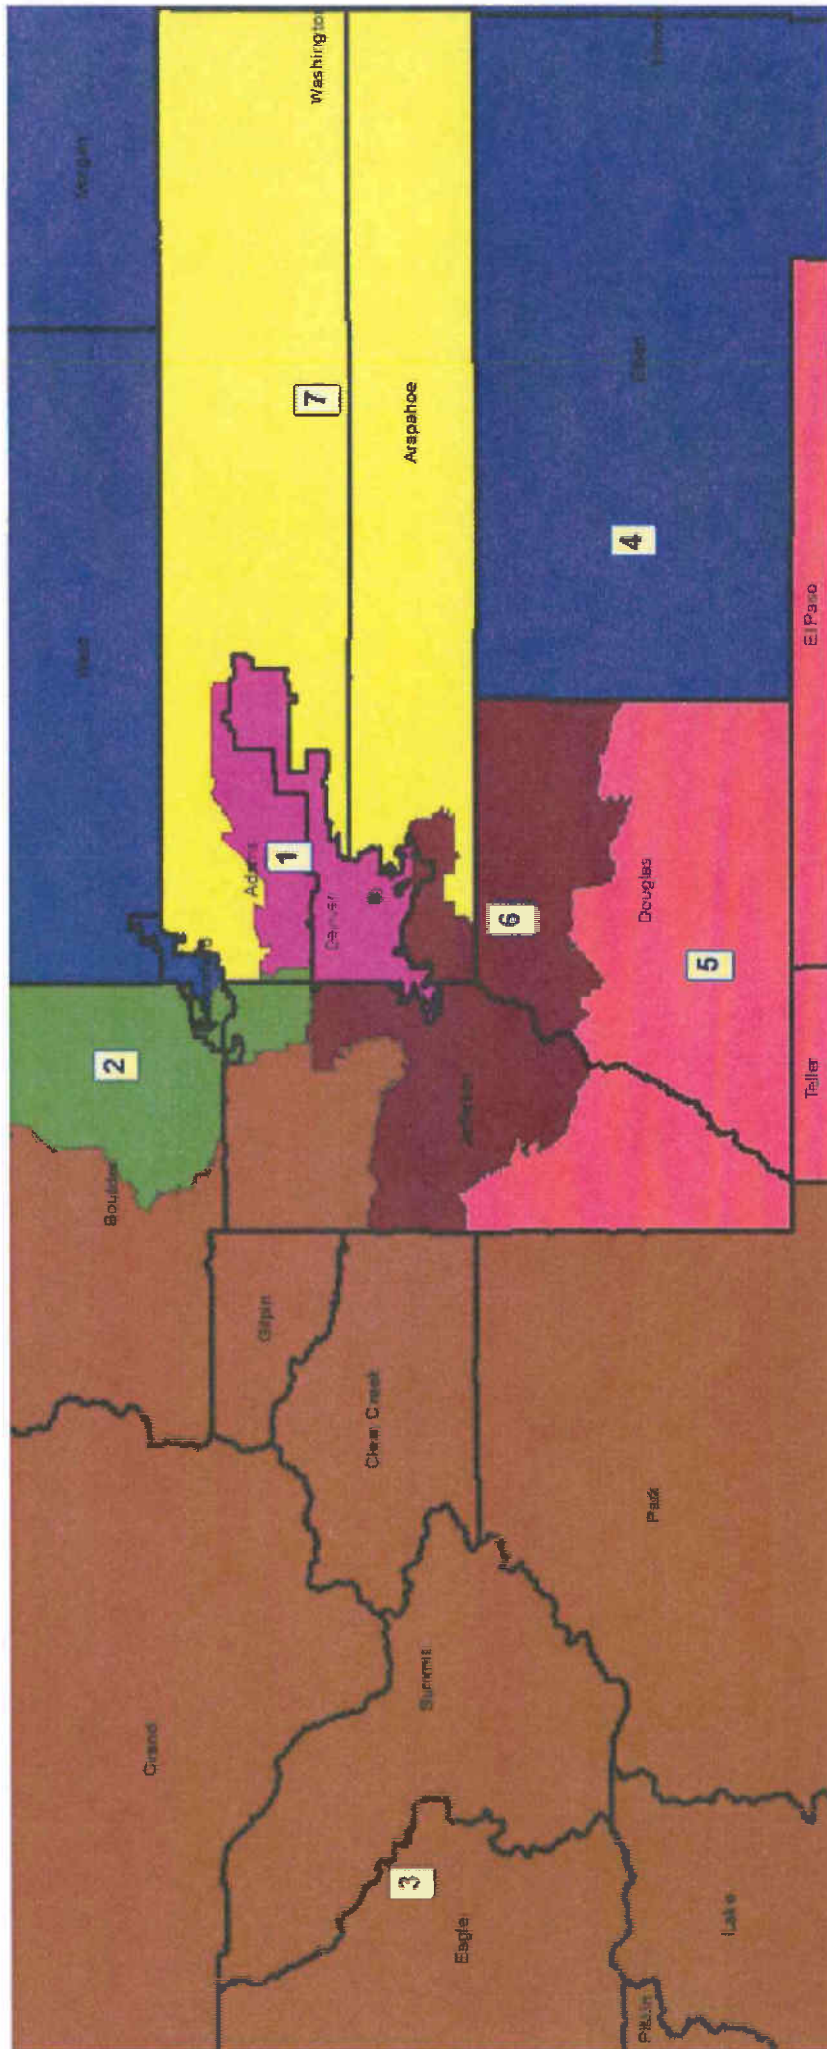 Grand
Boulder
2
Weld
Morgan
Gilpin
Adams
1
7
Washington
Eagle
3
Summit
Clear Creek
Jefferson
Denver
Arapahoe
6
4
Park
Douglas
Elbert
Lincoln
Lake
5
Pitkin
Teller
El Paso